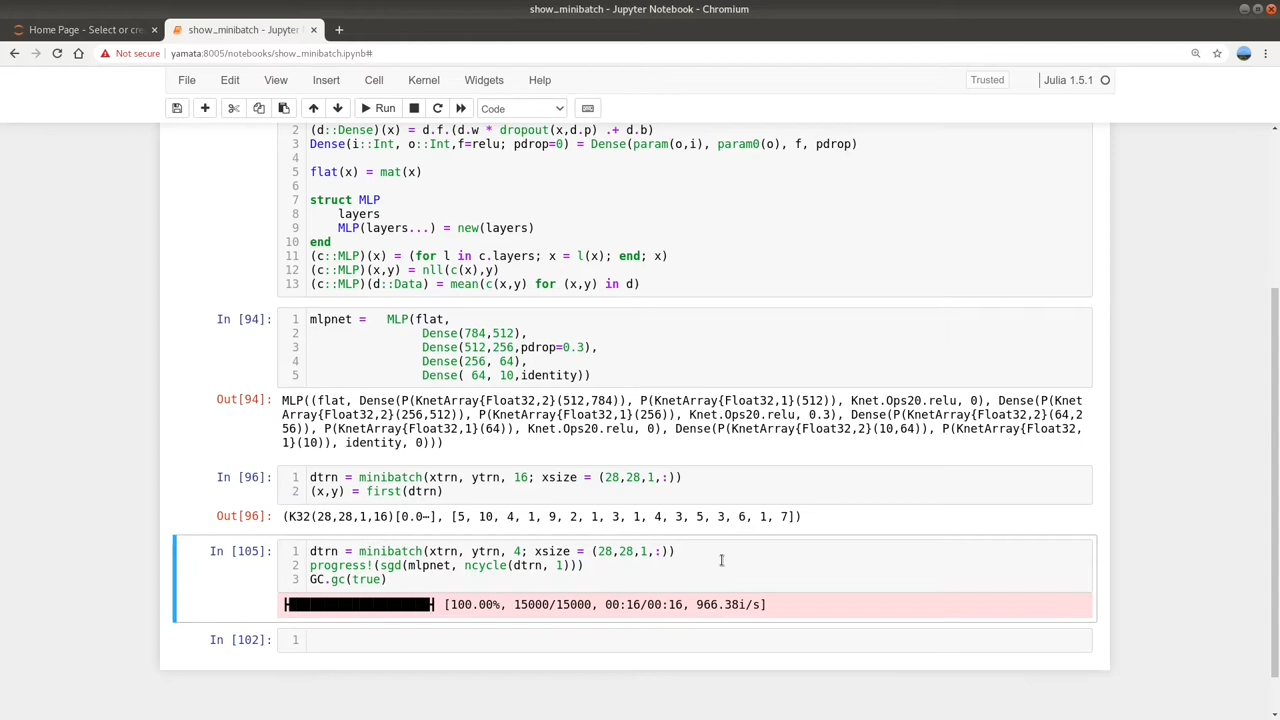 show_minibatch - Jupyter Notebook - Chromium
Home Page - Select or cre
show_minibatch - Jupyter N
Not secure yamata:8005/notebooks/show_minibatch.ipynb#
File Edit View Insert Cell Kernel Widgets Help Trusted Julia 1.5.1
Run Code
2 (d::Dense)(x) = d.f.(d.w * dropout(x,d.p) .+ d.b)
3 Dense(i::Int, o::Int,f=relu; pdrop=0) = Dense(param(o,i), param0(o), f, pdrop)
4
5 flat(x) = mat(x)
6
7 struct MLP
8     layers
9     MLP(layers...) = new(layers)
10 end
11 (c::MLP)(x) = (for l in c.layers; x = l(x); end; x)
12 (c::MLP)(x,y) = nll(c(x),y)
13 (c::MLP)(d::Data) = mean(c(x,y) for (x,y) in d)
In [94]: 1 mlpnet =   MLP(flat,
2                 Dense(784,512),
3                 Dense(512,256,pdrop=0.3),
4                 Dense(256, 64),
5                 Dense( 64, 10,identity))
Out[94]: MLP((flat, Dense(P(KnetArray{Float32,2}(512,784)), P(KnetArray{Float32,1}(512)), Knet.Ops20.relu, 0), Dense(P(Knet
Array{Float32,2}(256,512)), P(KnetArray{Float32,1}(256)), Knet.Ops20.relu, 0.3), Dense(P(KnetArray{Float32,2}(64,2
56)), P(KnetArray{Float32,1}(64)), Knet.Ops20.relu, 0), Dense(P(KnetArray{Float32,2}(10,64)), P(KnetArray{Float32,
1}(10)), identity, 0)))
In [96]: 1 dtrn = minibatch(xtrn, ytrn, 16; xsize = (28,28,1,:))
2 (x,y) = first(dtrn)
Out[96]: (K32(28,28,1,16)[0.0⋯], [5, 10, 4, 1, 9, 2, 1, 3, 1, 4, 3, 5, 3, 6, 1, 7])
In [105]: 1 dtrn = minibatch(xtrn, ytrn, 4; xsize = (28,28,1,:))
2 progress!(sgd(mlpnet, ncycle(dtrn, 1)))
3 GC.gc(true)
[100.00%, 15000/15000, 00:16/00:16, 966.38i/s]
In [102]: 1